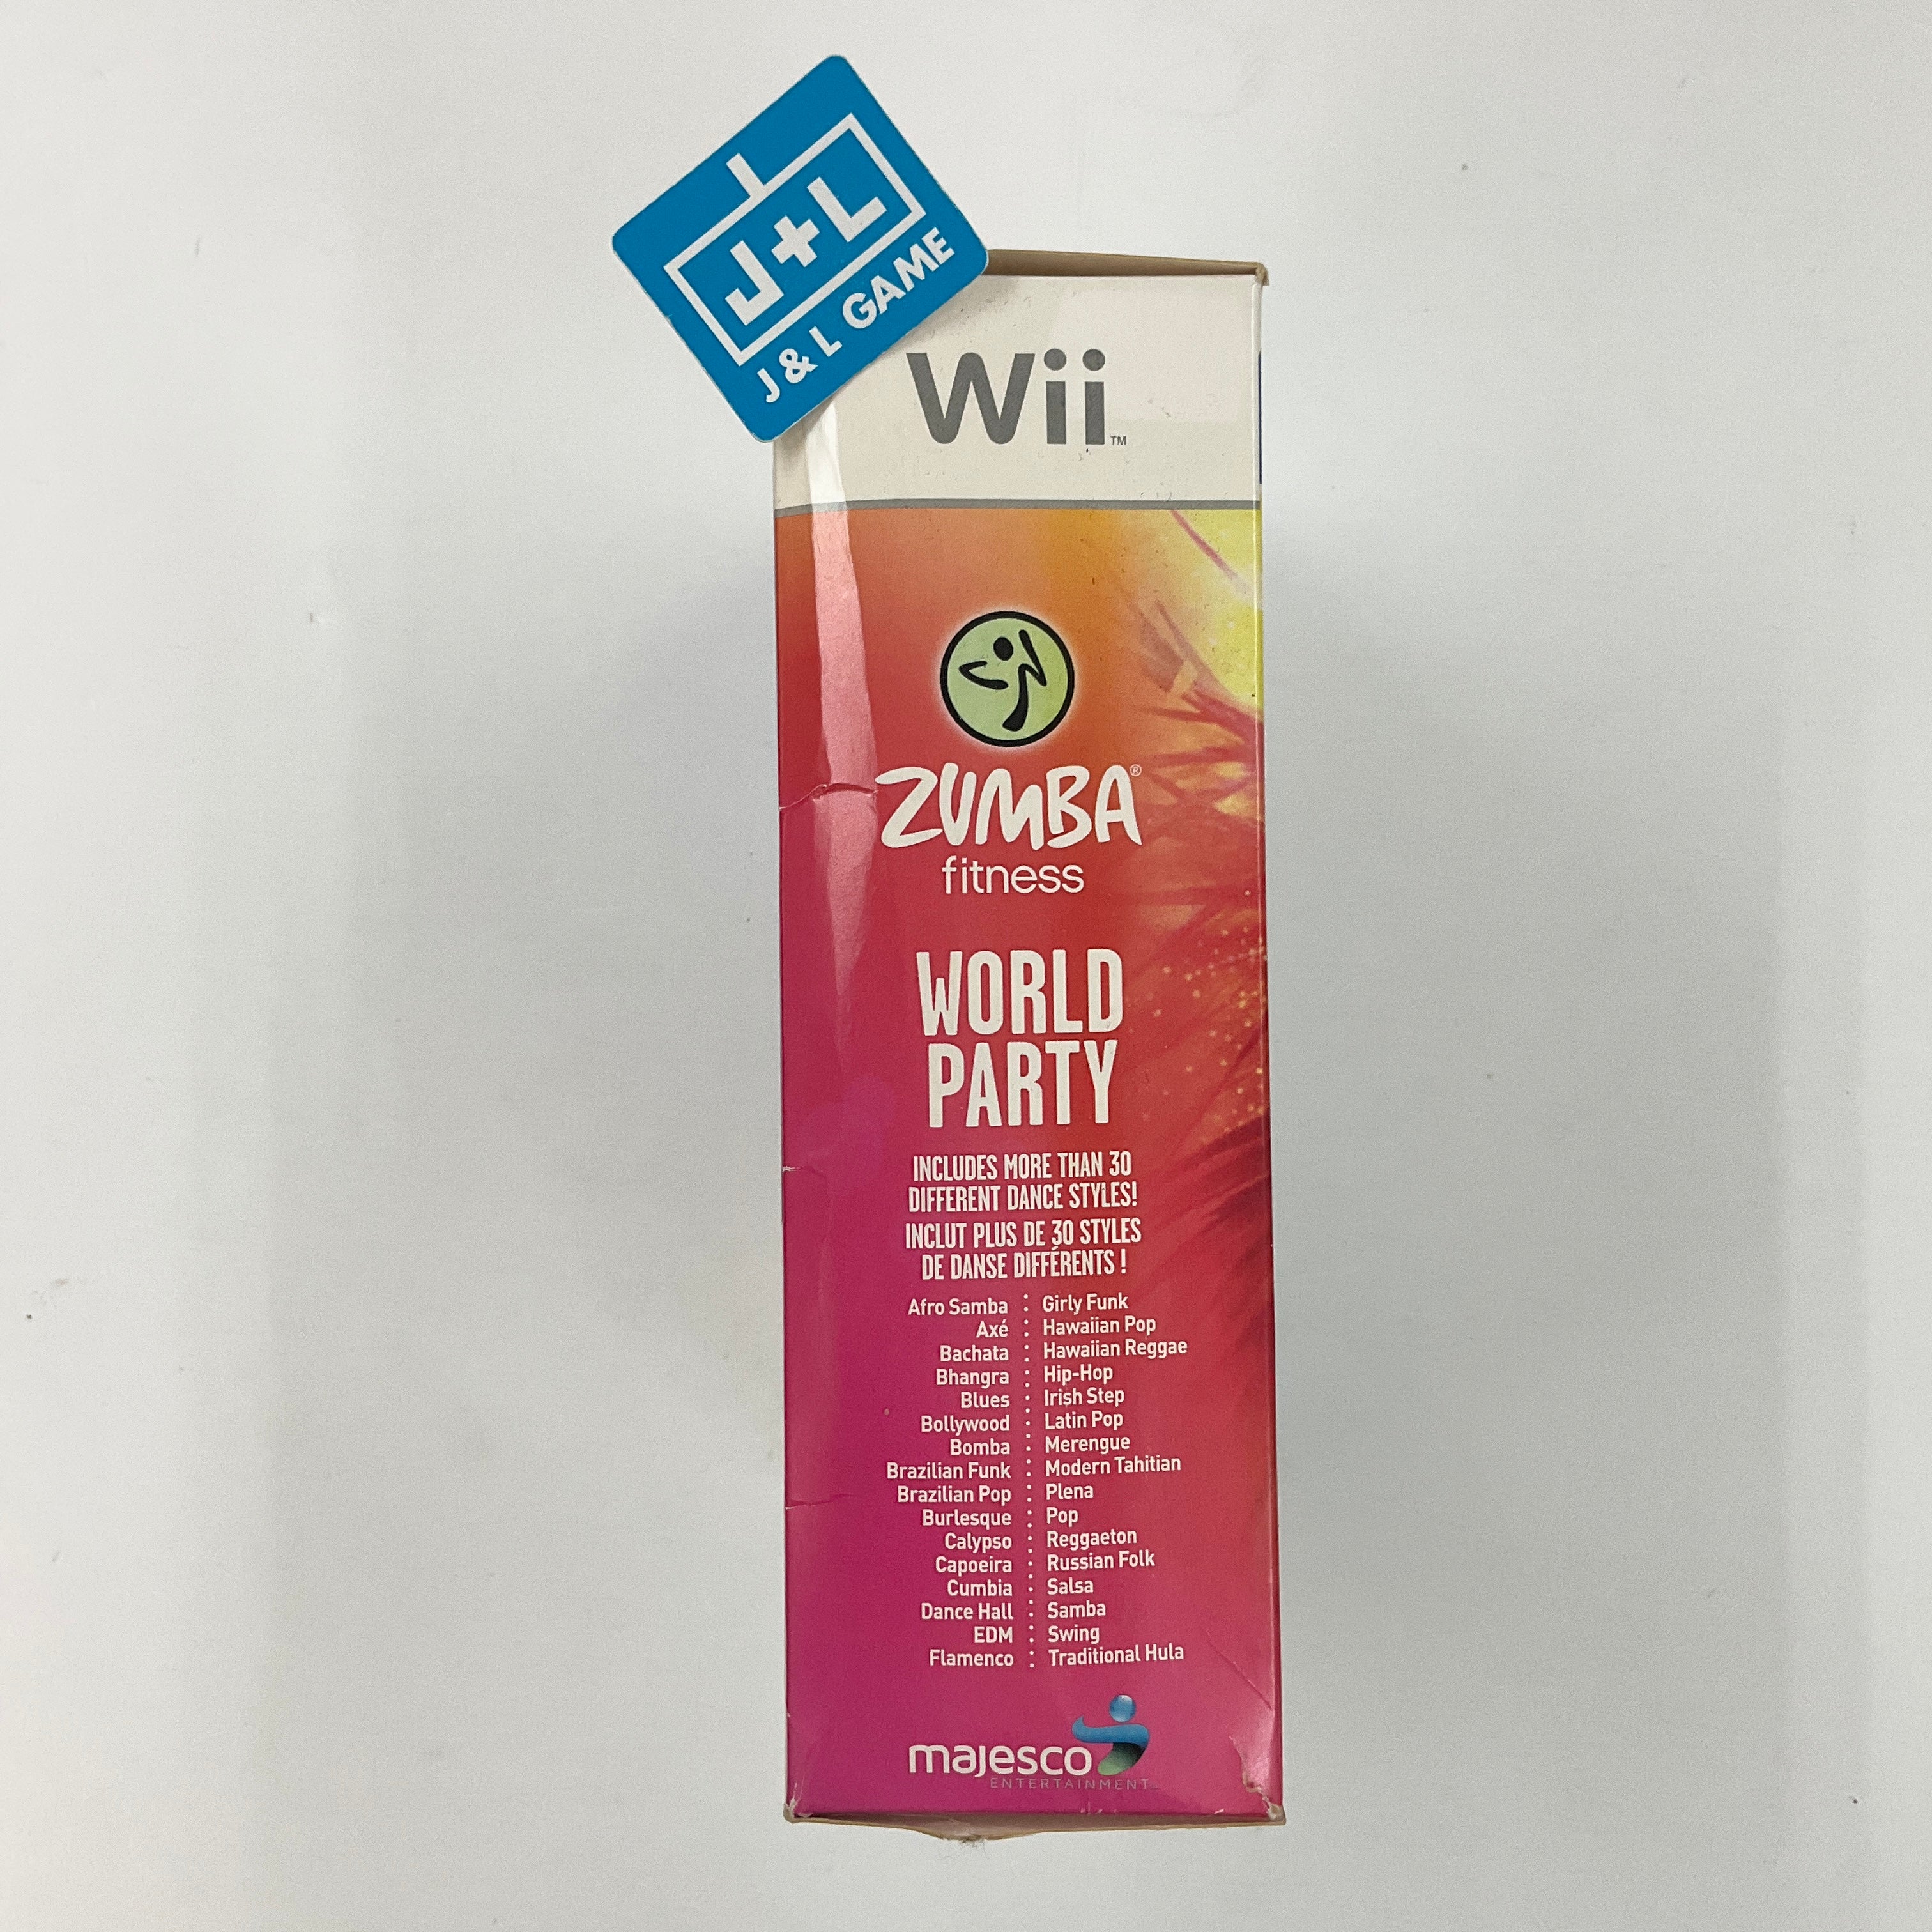 J+L
J & L GAME
Wii™
ZUMBA®
fitness
WORLD
PARTY
INCLUDES MORE THAN 30
DIFFERENT DANCE STYLES!
INCLUT PLUS DE 30 STYLES
DE DANSE DIFFÉRENTS !
Afro Samba : Girly Funk
Axé : Hawaiian Pop
Bachata : Hawaiian Reggae
Bhangra : Hip-Hop
Blues : Irish Step
Bollywood : Latin Pop
Bomba : Merengue
Brazilian Funk : Modern Tahitian
Brazilian Pop : Plena
Burlesque : Pop
Calypso : Reggaeton
Capoeira : Russian Folk
Cumbia : Salsa
Dance Hall : Samba
EDM : Swing
Flamenco : Traditional Hula
majesco
ENTERTAINMENT